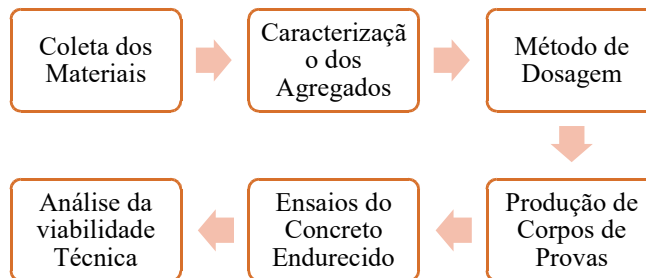 Coleta dos
Materiais
Caracterizaçã
o dos
Agregados
Método de
Dosagem
Produção de
Corpos de
Provas
Ensaios do
Concreto
Endurecido
Análise da
viabilidade
Técnica